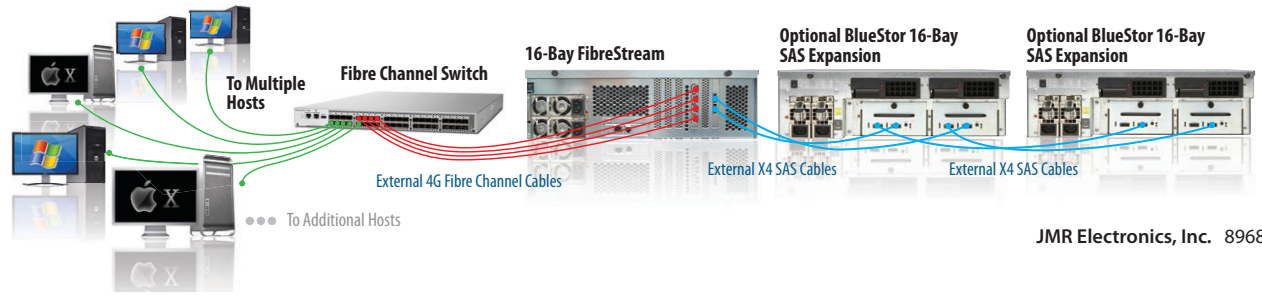 To Multiple
Hosts
Fibre Channel Switch
16-Bay FibreStream
Optional BlueStor 16-Bay
SAS Expansion
Optional BlueStor 16-Bay
SAS Expansion
X
X
External 4G Fibre Channel Cables
External X4 SAS Cables
External X4 SAS Cables
To Additional Hosts
JMR Electronics, Inc. 8968